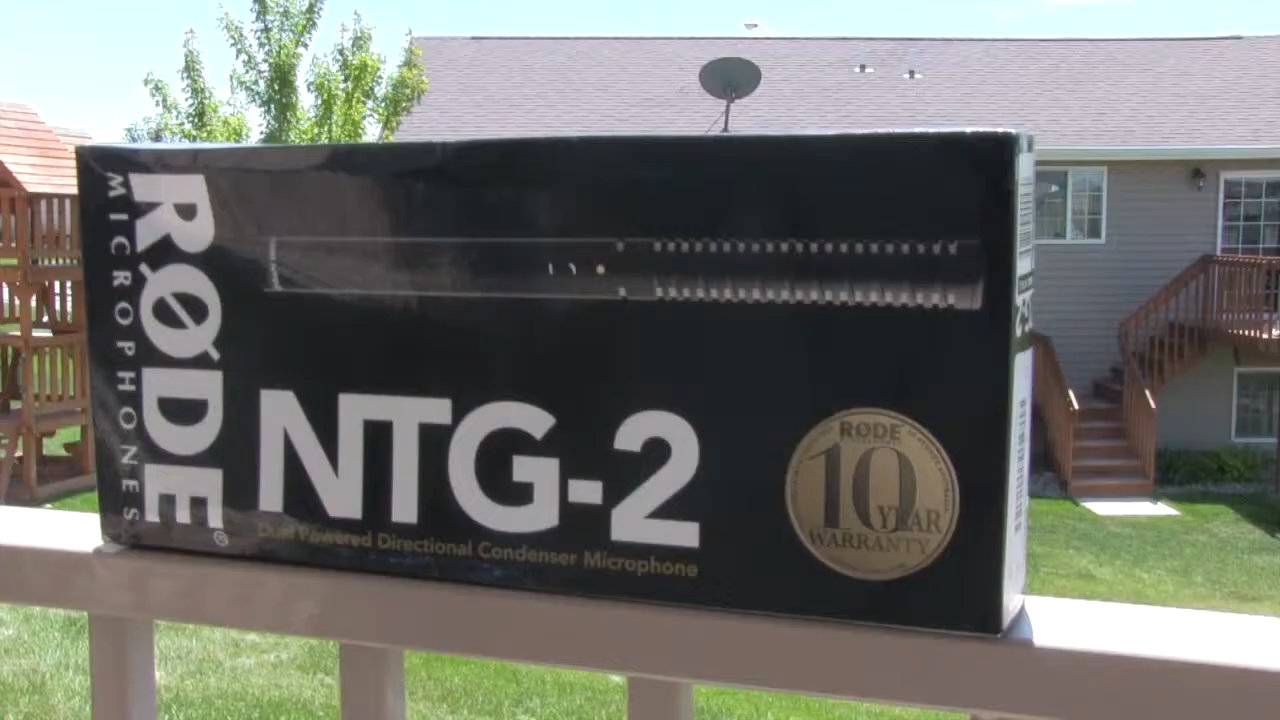 RØDE®
MICROPHONES
NTG-2
Dual Powered Directional Condenser Microphone
RØDE
10
YEAR
WARRANTY